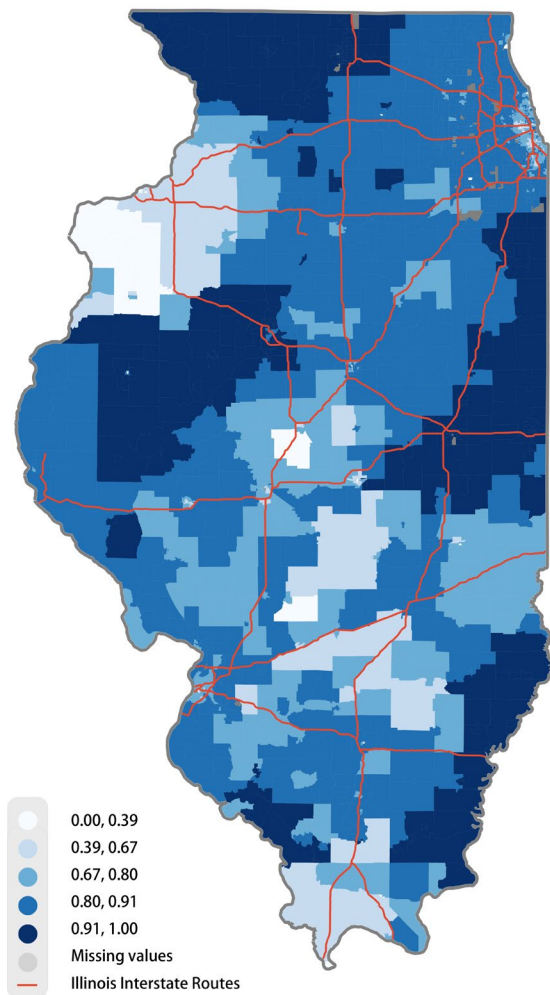 0.00, 0.39
0.39, 0.67
0.67, 0.80
0.80, 0.91
0.91, 1.00
Missing values
Illinois Interstate Routes